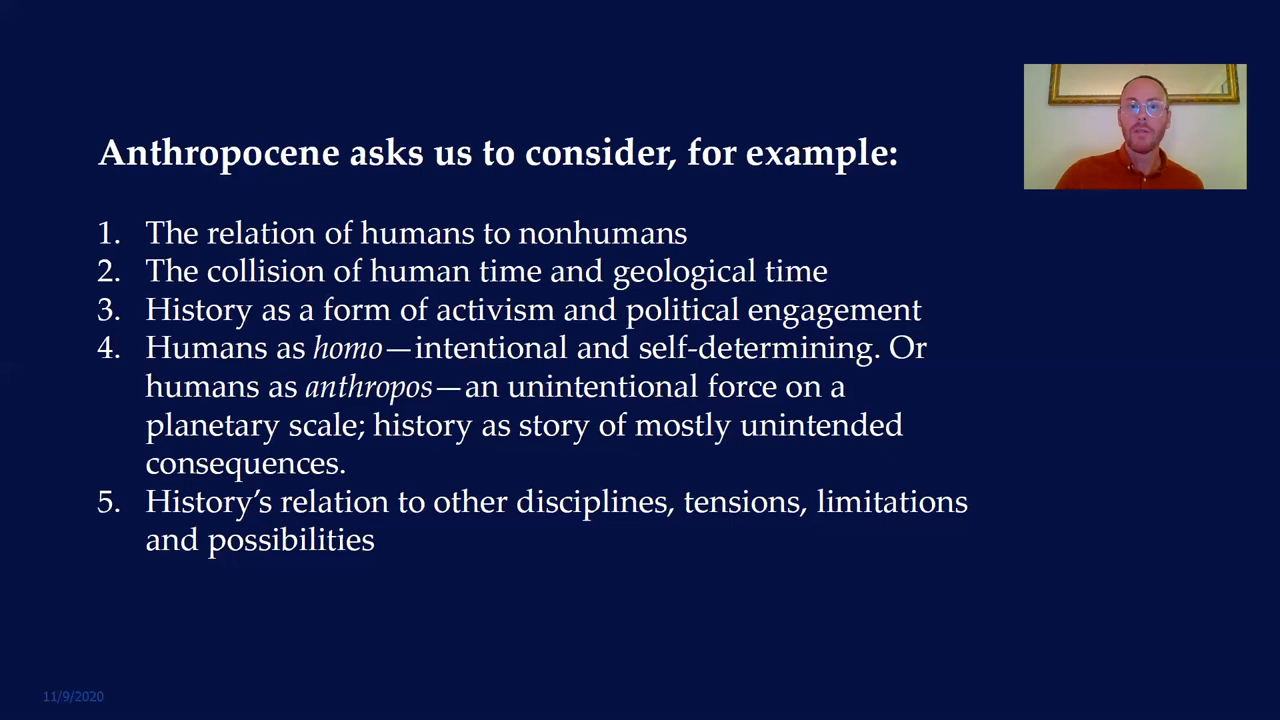 Anthropocene asks us to consider, for example:
1. The relation of humans to nonhumans
2. The collision of human time and geological time
3. History as a form of activism and political engagement
4. Humans as homo—intentional and self-determining. Or
humans as anthropos—an unintentional force on a
planetary scale; history as story of mostly unintended
consequences.
5. History’s relation to other disciplines, tensions, limitations
and possibilities
11/9/2020